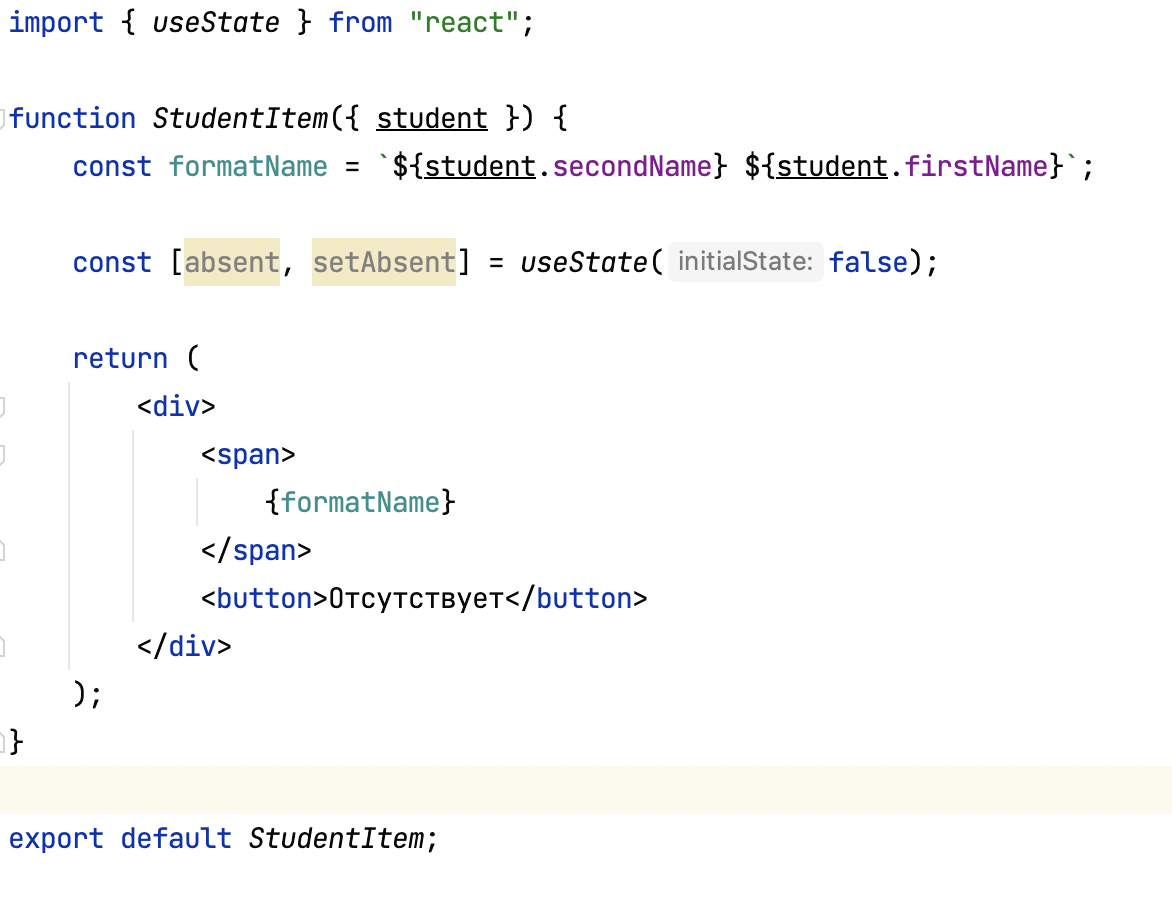 import { useState } from "react";
function StudentItem({ student }) {
    const formatName = `${student.secondName} ${student.firstName}`;
    const [absent, setAbsent] = useState( initialState: false);
    return (
        <div>
            <span>
                {formatName}
            </span>
            <button>Отсутствует</button>
        </div>
    );
}
export default StudentItem;